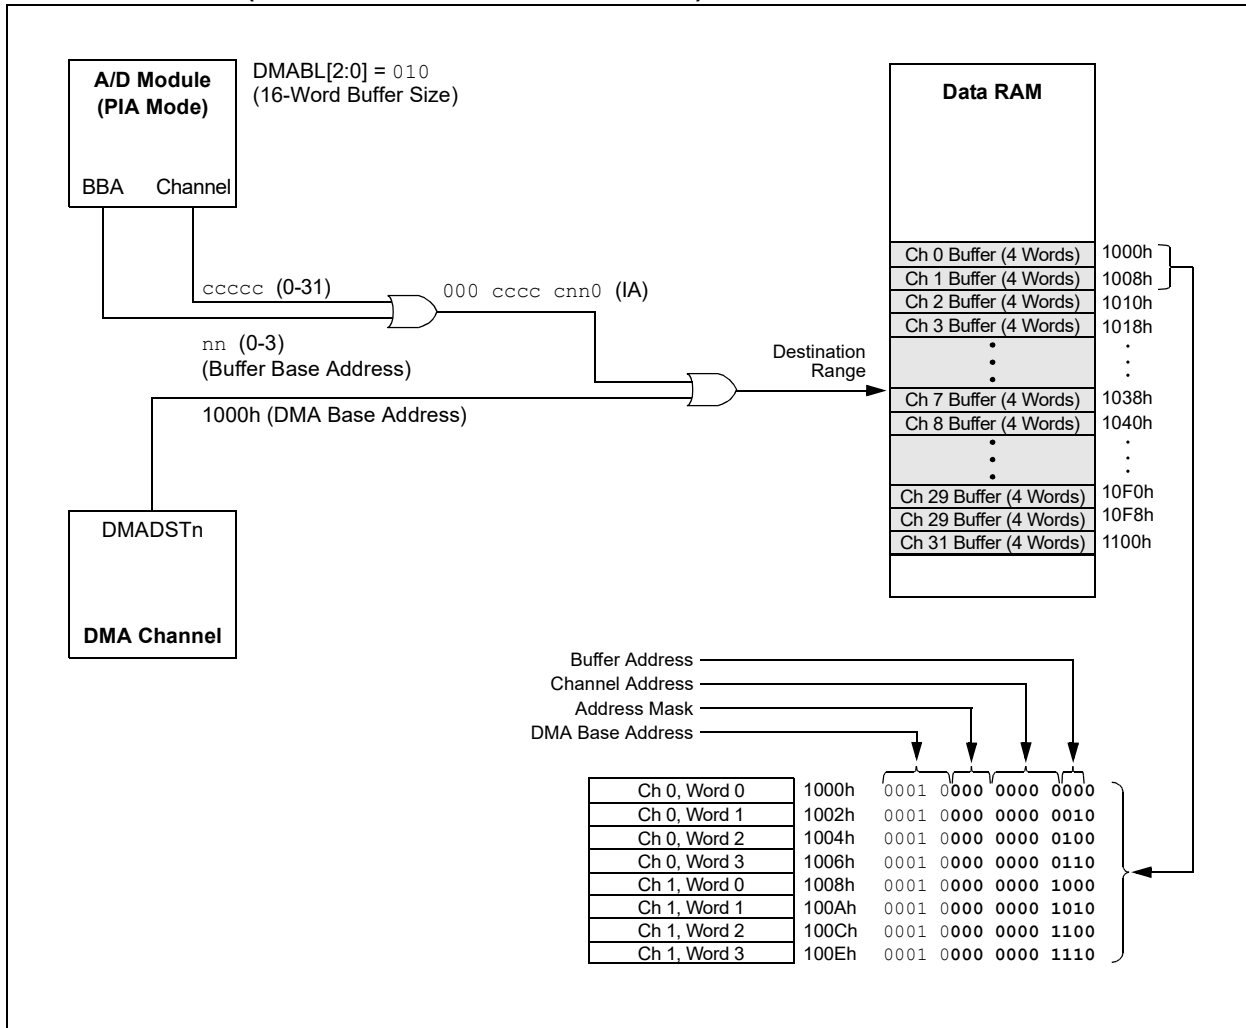 A/D Module
(PIA Mode)
BBA Channel
DMABL[2:0] = 010
(16-Word Buffer Size)
ccccc (0-31)
000 cccc cnn0 (IA)
nn (0-3)
(Buffer Base Address)
1000h (DMA Base Address)
DMADSTn
DMA Channel
Destination
Range
Data RAM
Ch 0 Buffer (4 Words) 1000h
Ch 1 Buffer (4 Words) 1008h
Ch 2 Buffer (4 Words) 1010h
Ch 3 Buffer (4 Words) 1018h
Ch 7 Buffer (4 Words) 1038h
Ch 8 Buffer (4 Words) 1040h
Ch 29 Buffer (4 Words) 10F0h
Ch 29 Buffer (4 Words) 10F8h
Ch 31 Buffer (4 Words) 1100h
Buffer Address
Channel Address
Address Mask
DMA Base Address
Ch 0, Word 0 1000h 0001 0000 0000 0000
Ch 0, Word 1 1002h 0001 0000 0000 0010
Ch 0, Word 2 1004h 0001 0000 0000 0100
Ch 0, Word 3 1006h 0001 0000 0000 0110
Ch 1, Word 0 1008h 0001 0000 0000 1000
Ch 1, Word 1 100Ah 0001 0000 0000 1010
Ch 1, Word 2 100Ch 0001 0000 0000 1100
Ch 1, Word 3 100Eh 0001 0000 0000 1110